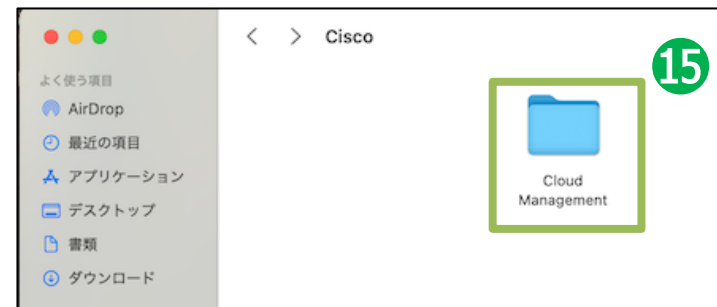 Cisco
15
よく使う項目
AirDrop
最近の項目
アプリケーション
デスクトップ
書類
ダウンロード
Cloud
Management